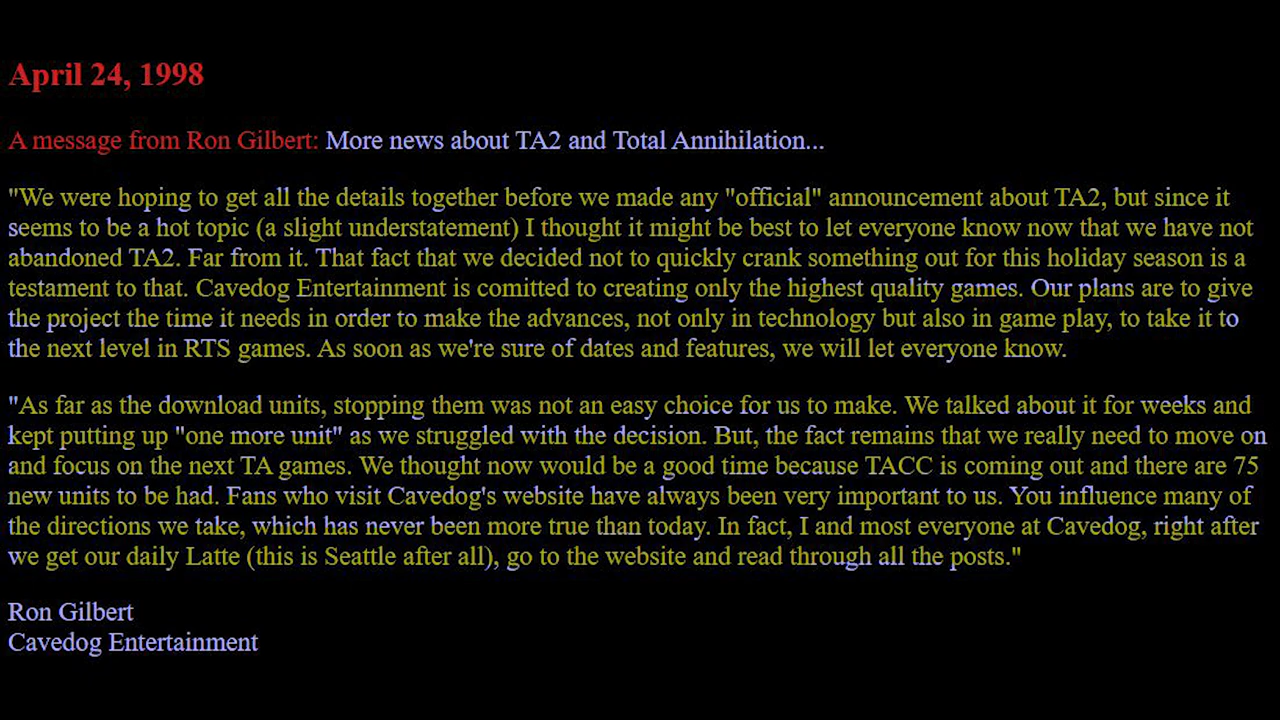 April 24, 1998
A message from Ron Gilbert: More news about TA2 and Total Annihilation...
"We were hoping to get all the details together before we made any "official" announcement about TA2, but since it
seems to be a hot topic (a slight understatement) I thought it might be best to let everyone know now that we have not
abandoned TA2. Far from it. That fact that we decided not to quickly crank something out for this holiday season is a
testament to that. Cavedog Entertainment is comitted to creating only the highest quality games. Our plans are to give
the project the time it needs in order to make the advances, not only in technology but also in game play, to take it to
the next level in RTS games. As soon as we're sure of dates and features, we will let everyone know.
"As far as the download units, stopping them was not an easy choice for us to make. We talked about it for weeks and
kept putting up "one more unit" as we struggled with the decision. But, the fact remains that we really need to move on
and focus on the next TA games. We thought now would be a good time because TACC is coming out and there are 75
new units to be had. Fans who visit Cavedog's website have always been very important to us. You influence many of
the directions we take, which has never been more true than today. In fact, I and most everyone at Cavedog, right after
we get our daily Latte (this is Seattle after all), go to the website and read through all the posts."
Ron Gilbert
Cavedog Entertainment